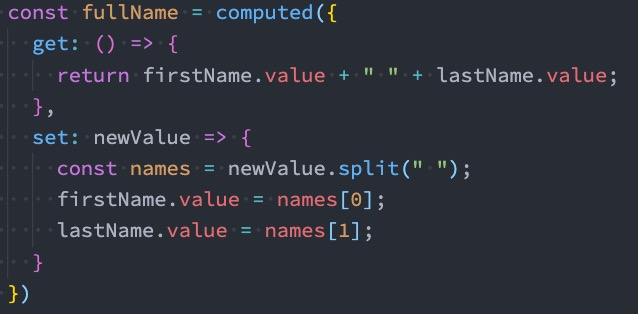 const fullName = computed({
  get: () => {
    return firstName.value + " " + lastName.value;
  },
  set: newValue => {
    const names = newValue.split(" ");
    firstName.value = names[0];
    lastName.value = names[1];
  }
})